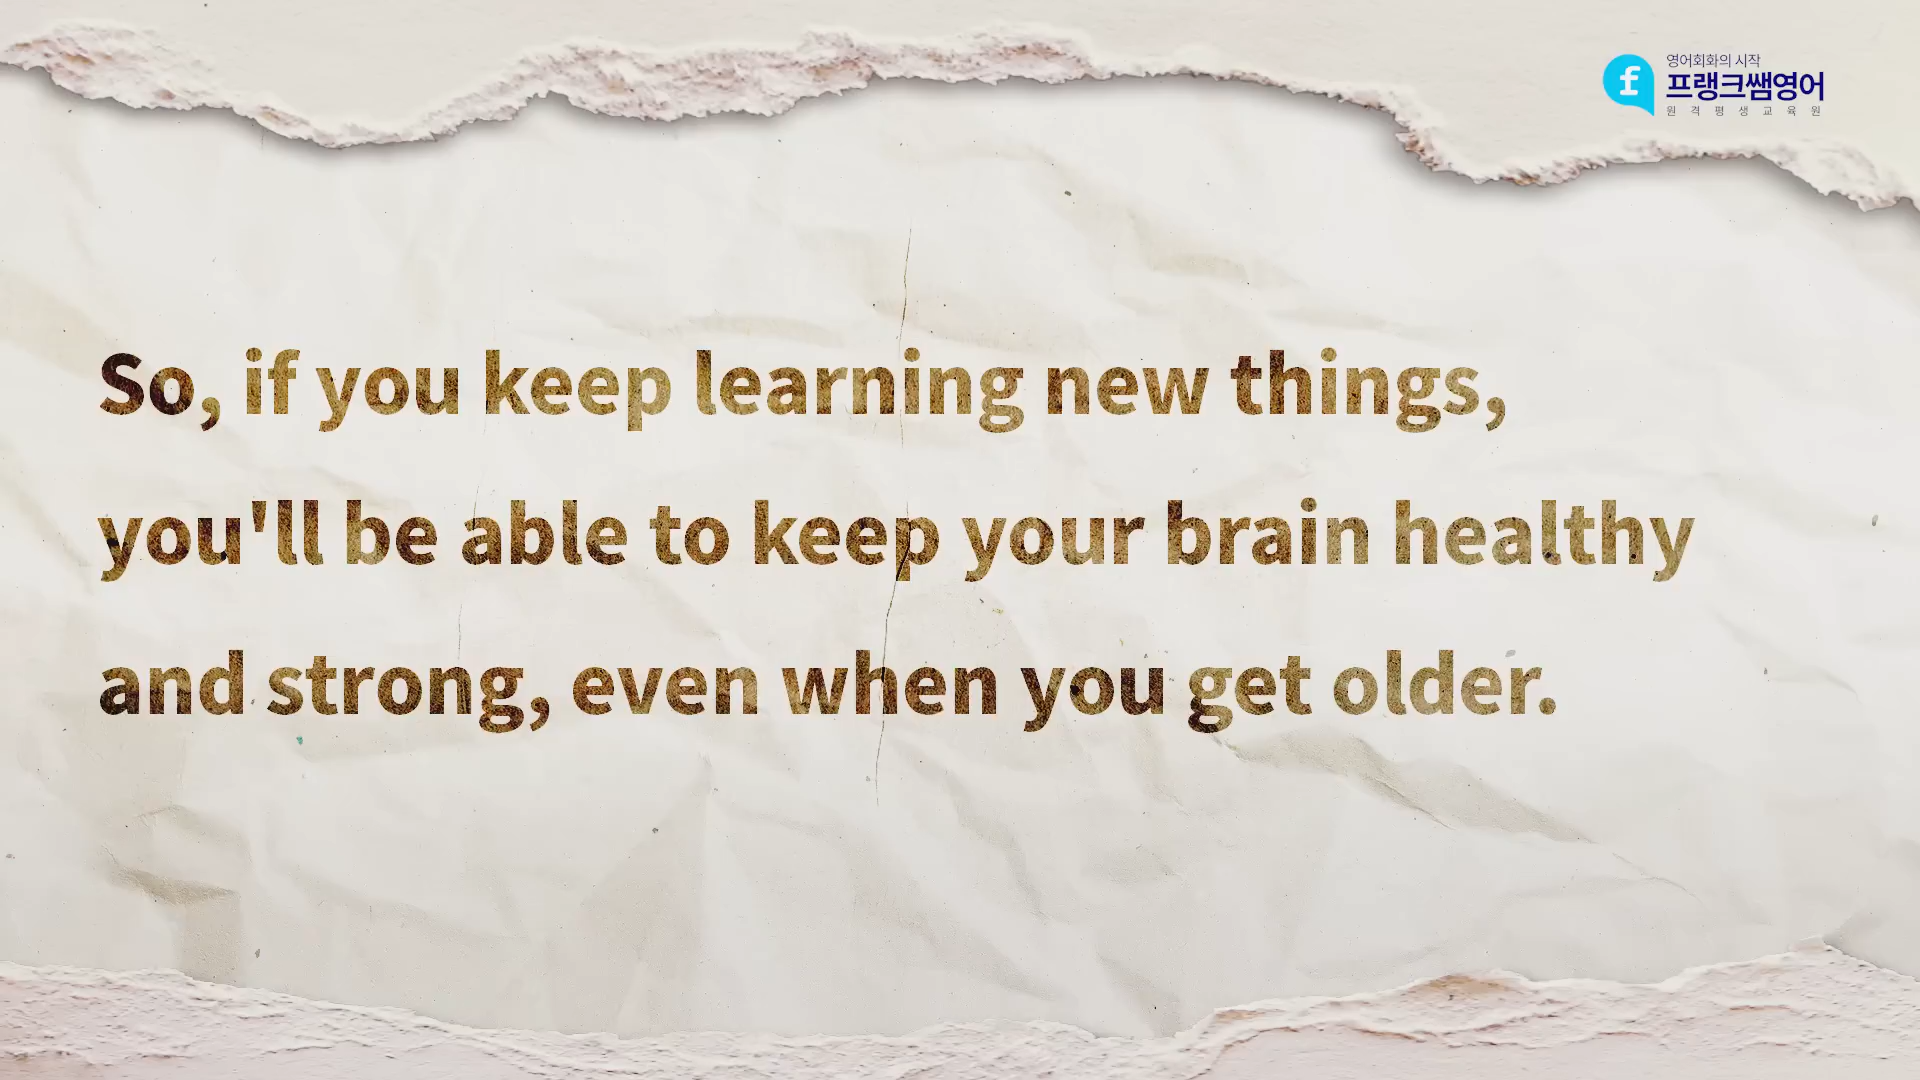 영어회화의 시작
프랭크쌤영어
원격평생교육원
So, if you keep learning new things,
you'll be able to keep your brain healthy
and strong, even when you get older.